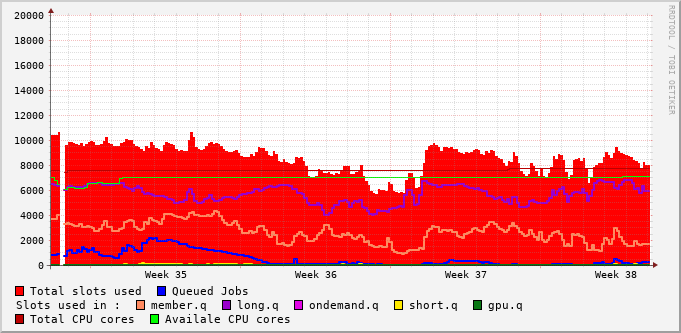 20000
18000
16000
14000
12000
10000
8000
6000
4000
2000
0
Week 35 Week 36 Week 37 Week 38
RRDTOOL / TOBI OETIKER
Total slots used Queued Jobs
Slots used in : member.q long.q ondemand.q short.q gpu.q
Total CPU cores Availale CPU cores